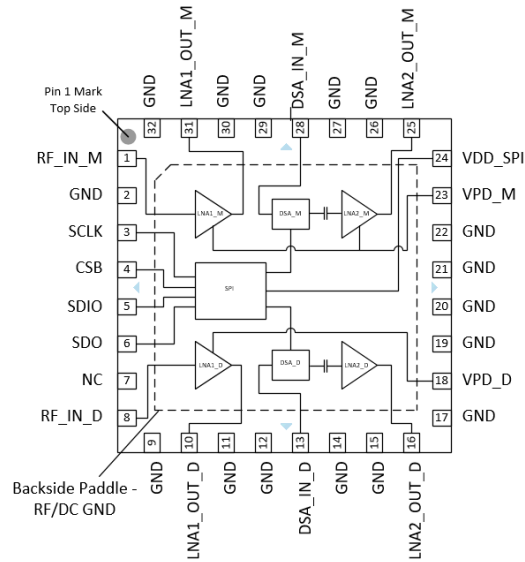 LNA1_OUT_M
DSA_IN_M
LNA2_OUT_M
GND
GND
GND
GND
GND
Pin 1 Mark
Top Side
32
31
30
29
28
27
26
25
RF_IN_M
1
24
VDD_SPI
GND
2
23
VPD_M
LNA1_M
DSA_M
LNA2_M
SCLK
3
22
GND
CSB
4
21
GND
SPI
SDIO
5
20
GND
SDO
6
19
GND
LNA1_D
DSA_D
LNA2_D
NC
7
18
VPD_D
RF_IN_D
8
17
GND
9
10
11
12
13
14
15
16
GND
LNA1_OUT_D
GND
GND
DSA_IN_D
GND
GND
LNA2_OUT_D
Backside Paddle -
RF/DC GND